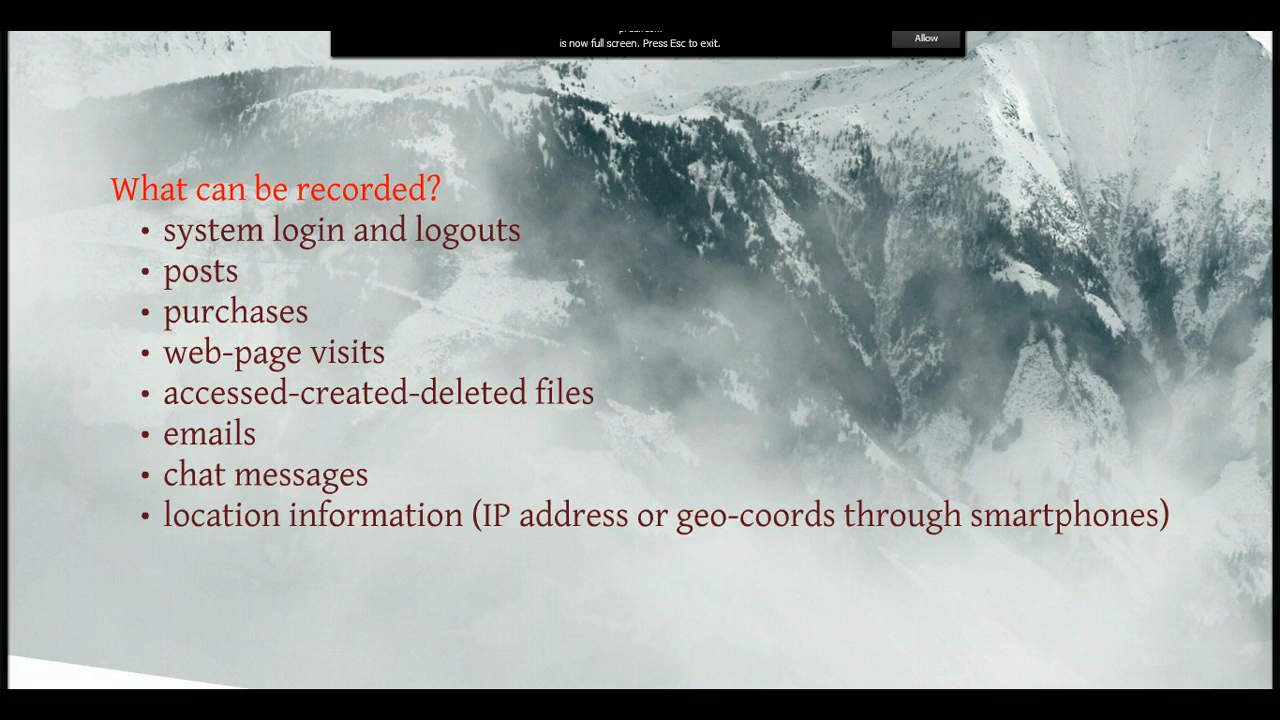 is now full screen. Press Esc to exit.
Allow
What can be recorded?
• system login and logouts
• posts
• purchases
• web-page visits
• accessed-created-deleted files
• emails
• chat messages
• location information (IP address or geo-coords through smartphones)